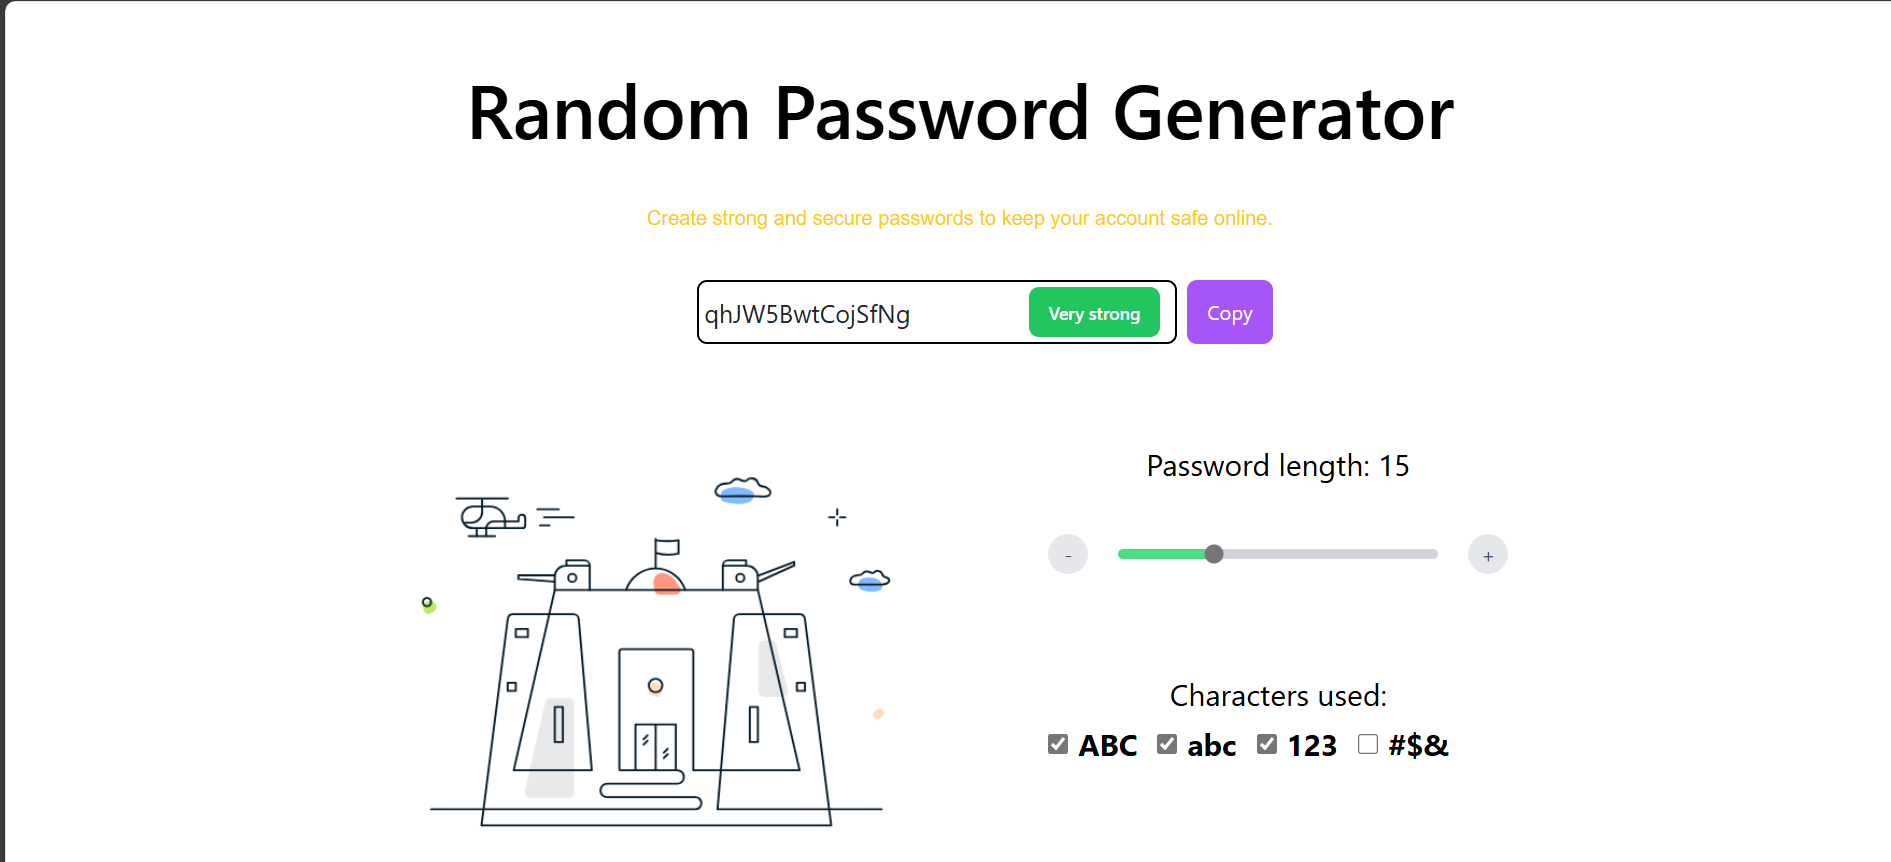 Random Password Generator
Create strong and secure passwords to keep your account safe online.
qhJW5BwtCojSfNg Very strong Copy
Password length: 15
- +
Characters used:
ABC abc 123 #$&